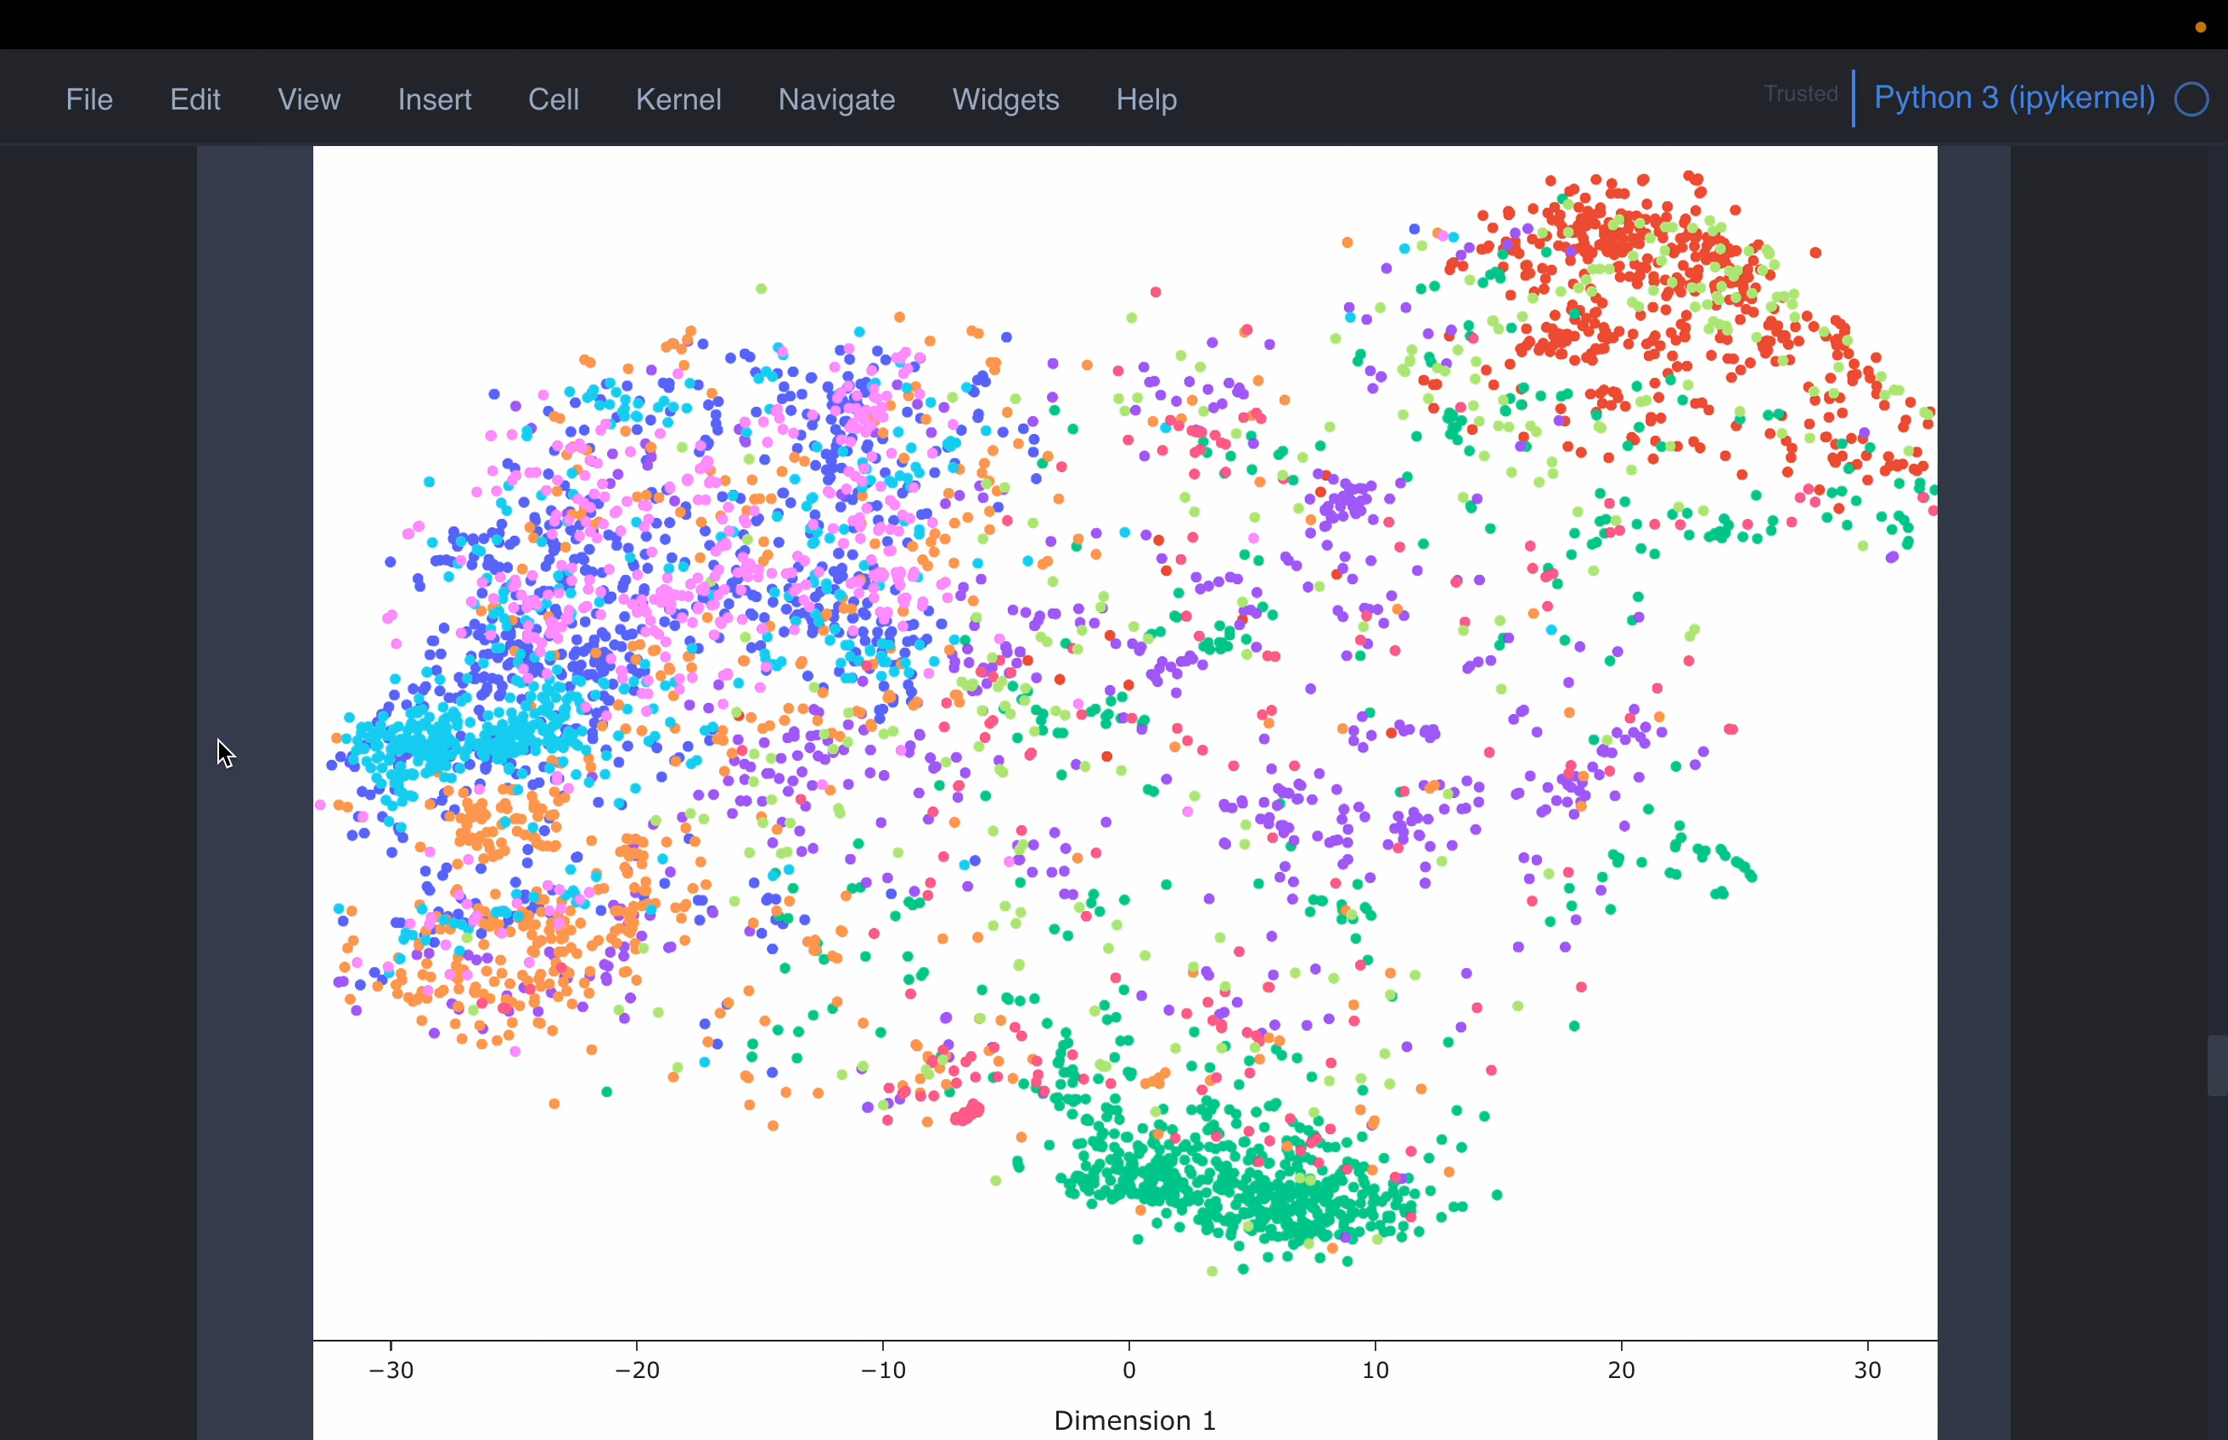 File Edit View Insert Cell Kernel Navigate Widgets Help Trusted Python 3 (ipykernel)
−30 −20 −10 0 10 20 30
Dimension 1